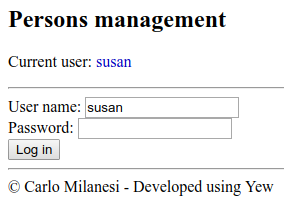 Persons management
Current user: susan
User name: susan
Password:
Log in
© Carlo Milanesi - Developed using Yew